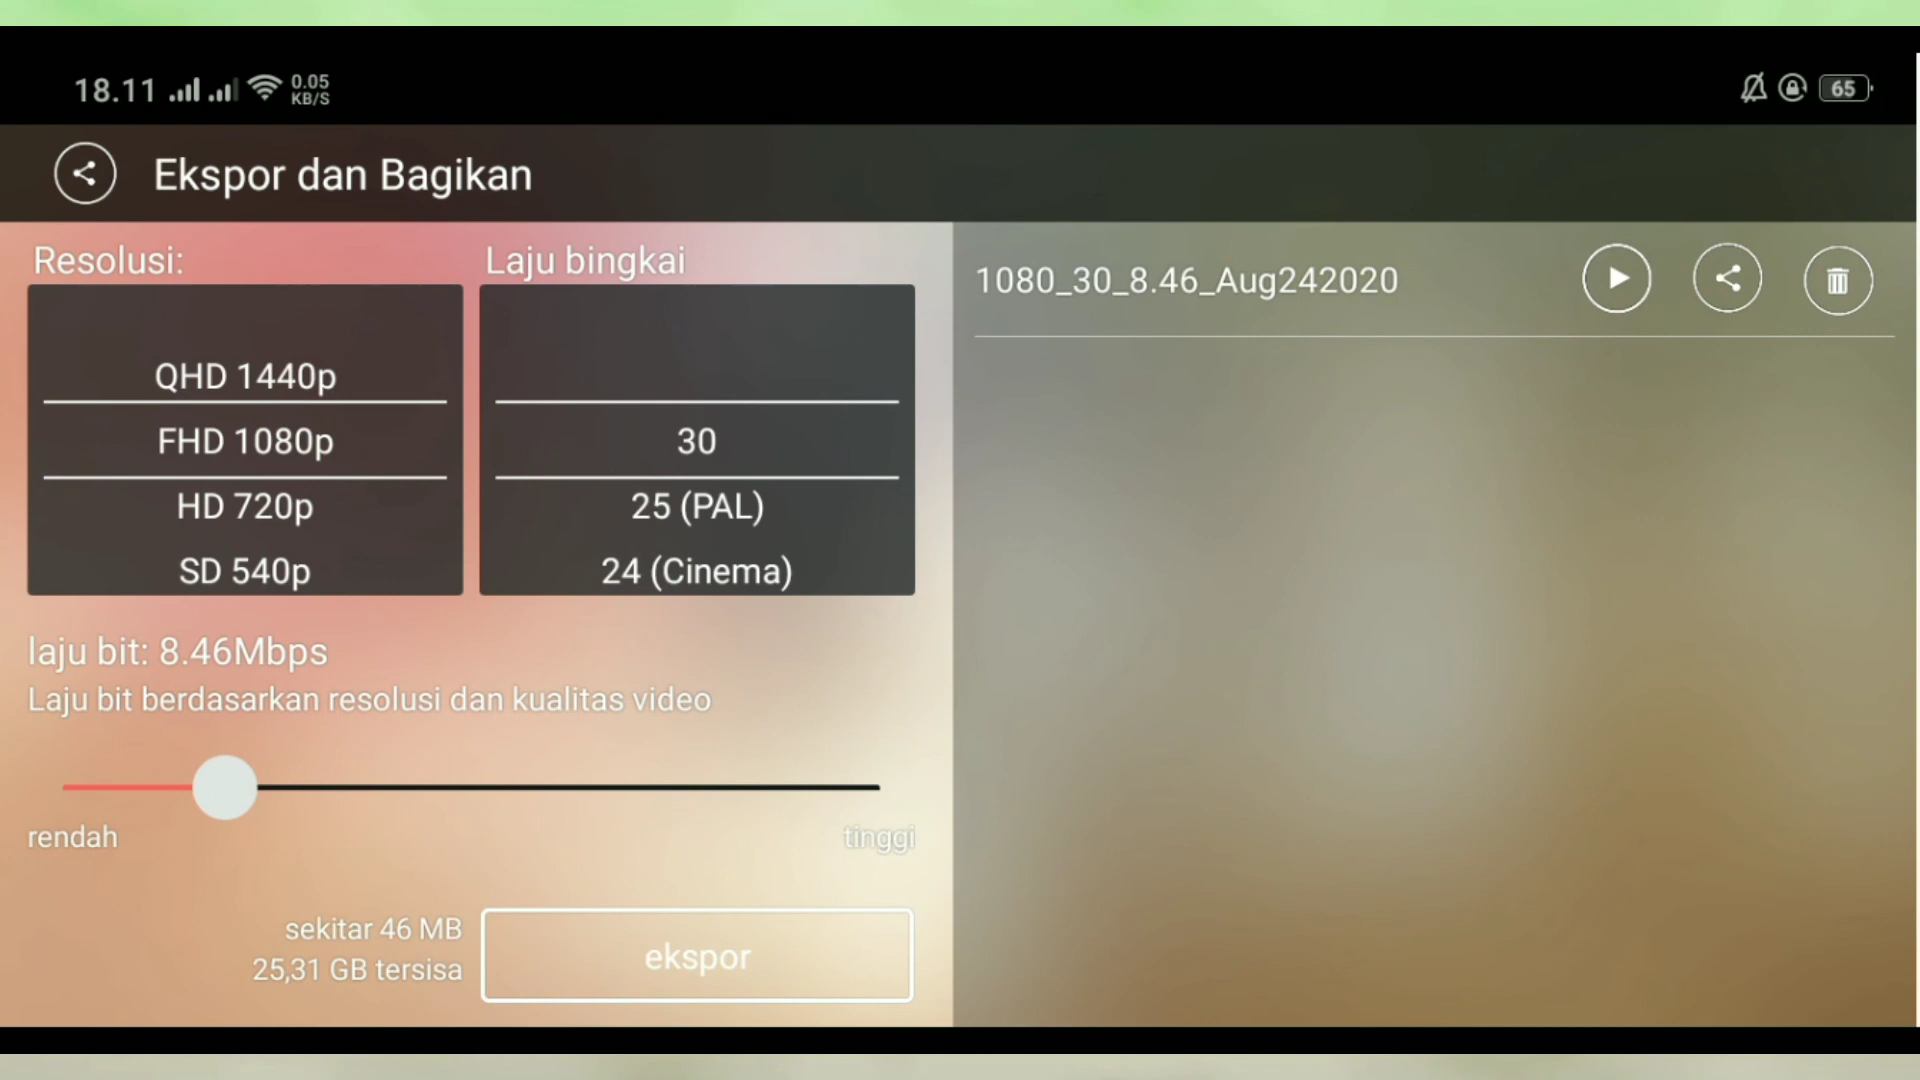 18.11 0.05 KB/S 65
Ekspor dan Bagikan
Resolusi:
QHD 1440p
FHD 1080p
HD 720p
SD 540p
Laju bingkai
30
25 (PAL)
24 (Cinema)
laju bit: 8.46Mbps
Laju bit berdasarkan resolusi dan kualitas video
rendah
tinggi
sekitar 46 MB
25,31 GB tersisa
ekspor
1080_30_8.46_Aug242020